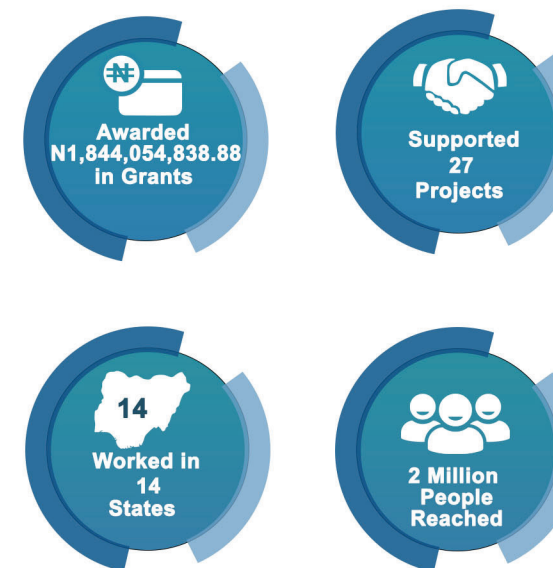 ₦
Awarded
N1,844,054,838.88
in Grants
Supported
27
Projects
14
Worked in
14
States
2 Million
People
Reached